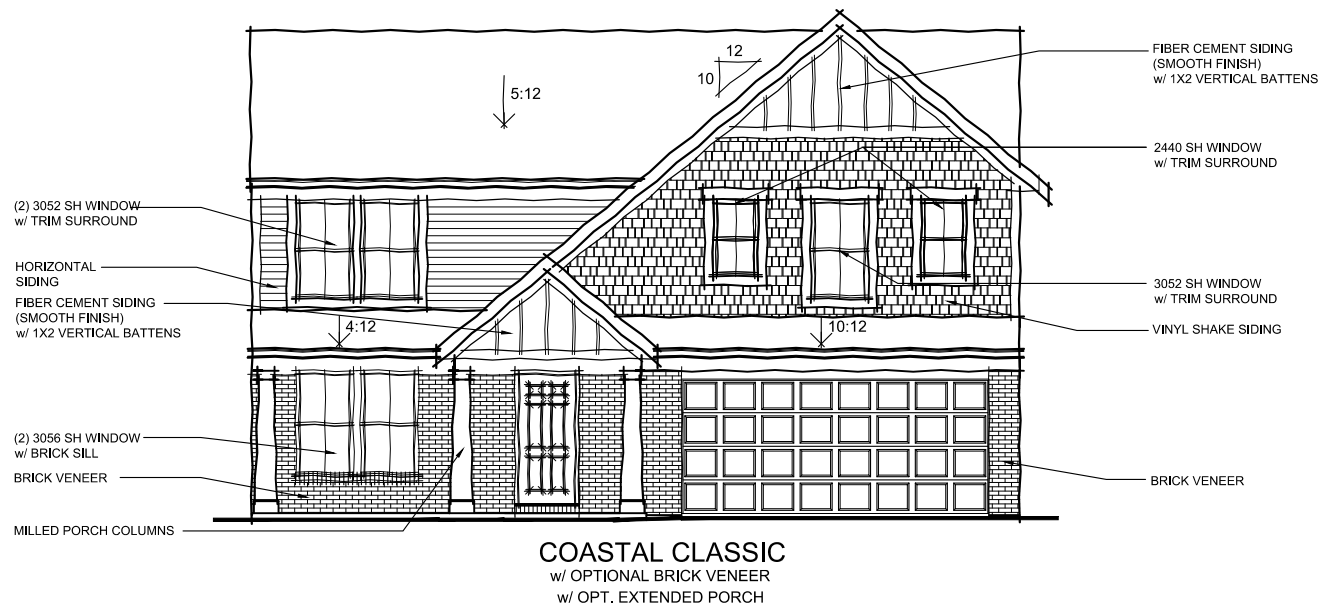 12
10
5:12
FIBER CEMENT SIDING
(SMOOTH FINISH)
w/ 1X2 VERTICAL BATTENS
2440 SH WINDOW
w/ TRIM SURROUND
(2) 3052 SH WINDOW
w/ TRIM SURROUND
HORIZONTAL
SIDING
FIBER CEMENT SIDING
(SMOOTH FINISH)
w/ 1X2 VERTICAL BATTENS
4:12
10:12
3052 SH WINDOW
w/ TRIM SURROUND
VINYL SHAKE SIDING
(2) 3056 SH WINDOW
w/ BRICK SILL
BRICK VENEER
MILLED PORCH COLUMNS
BRICK VENEER
COASTAL CLASSIC
w/ OPTIONAL BRICK VENEER
w/ OPT. EXTENDED PORCH